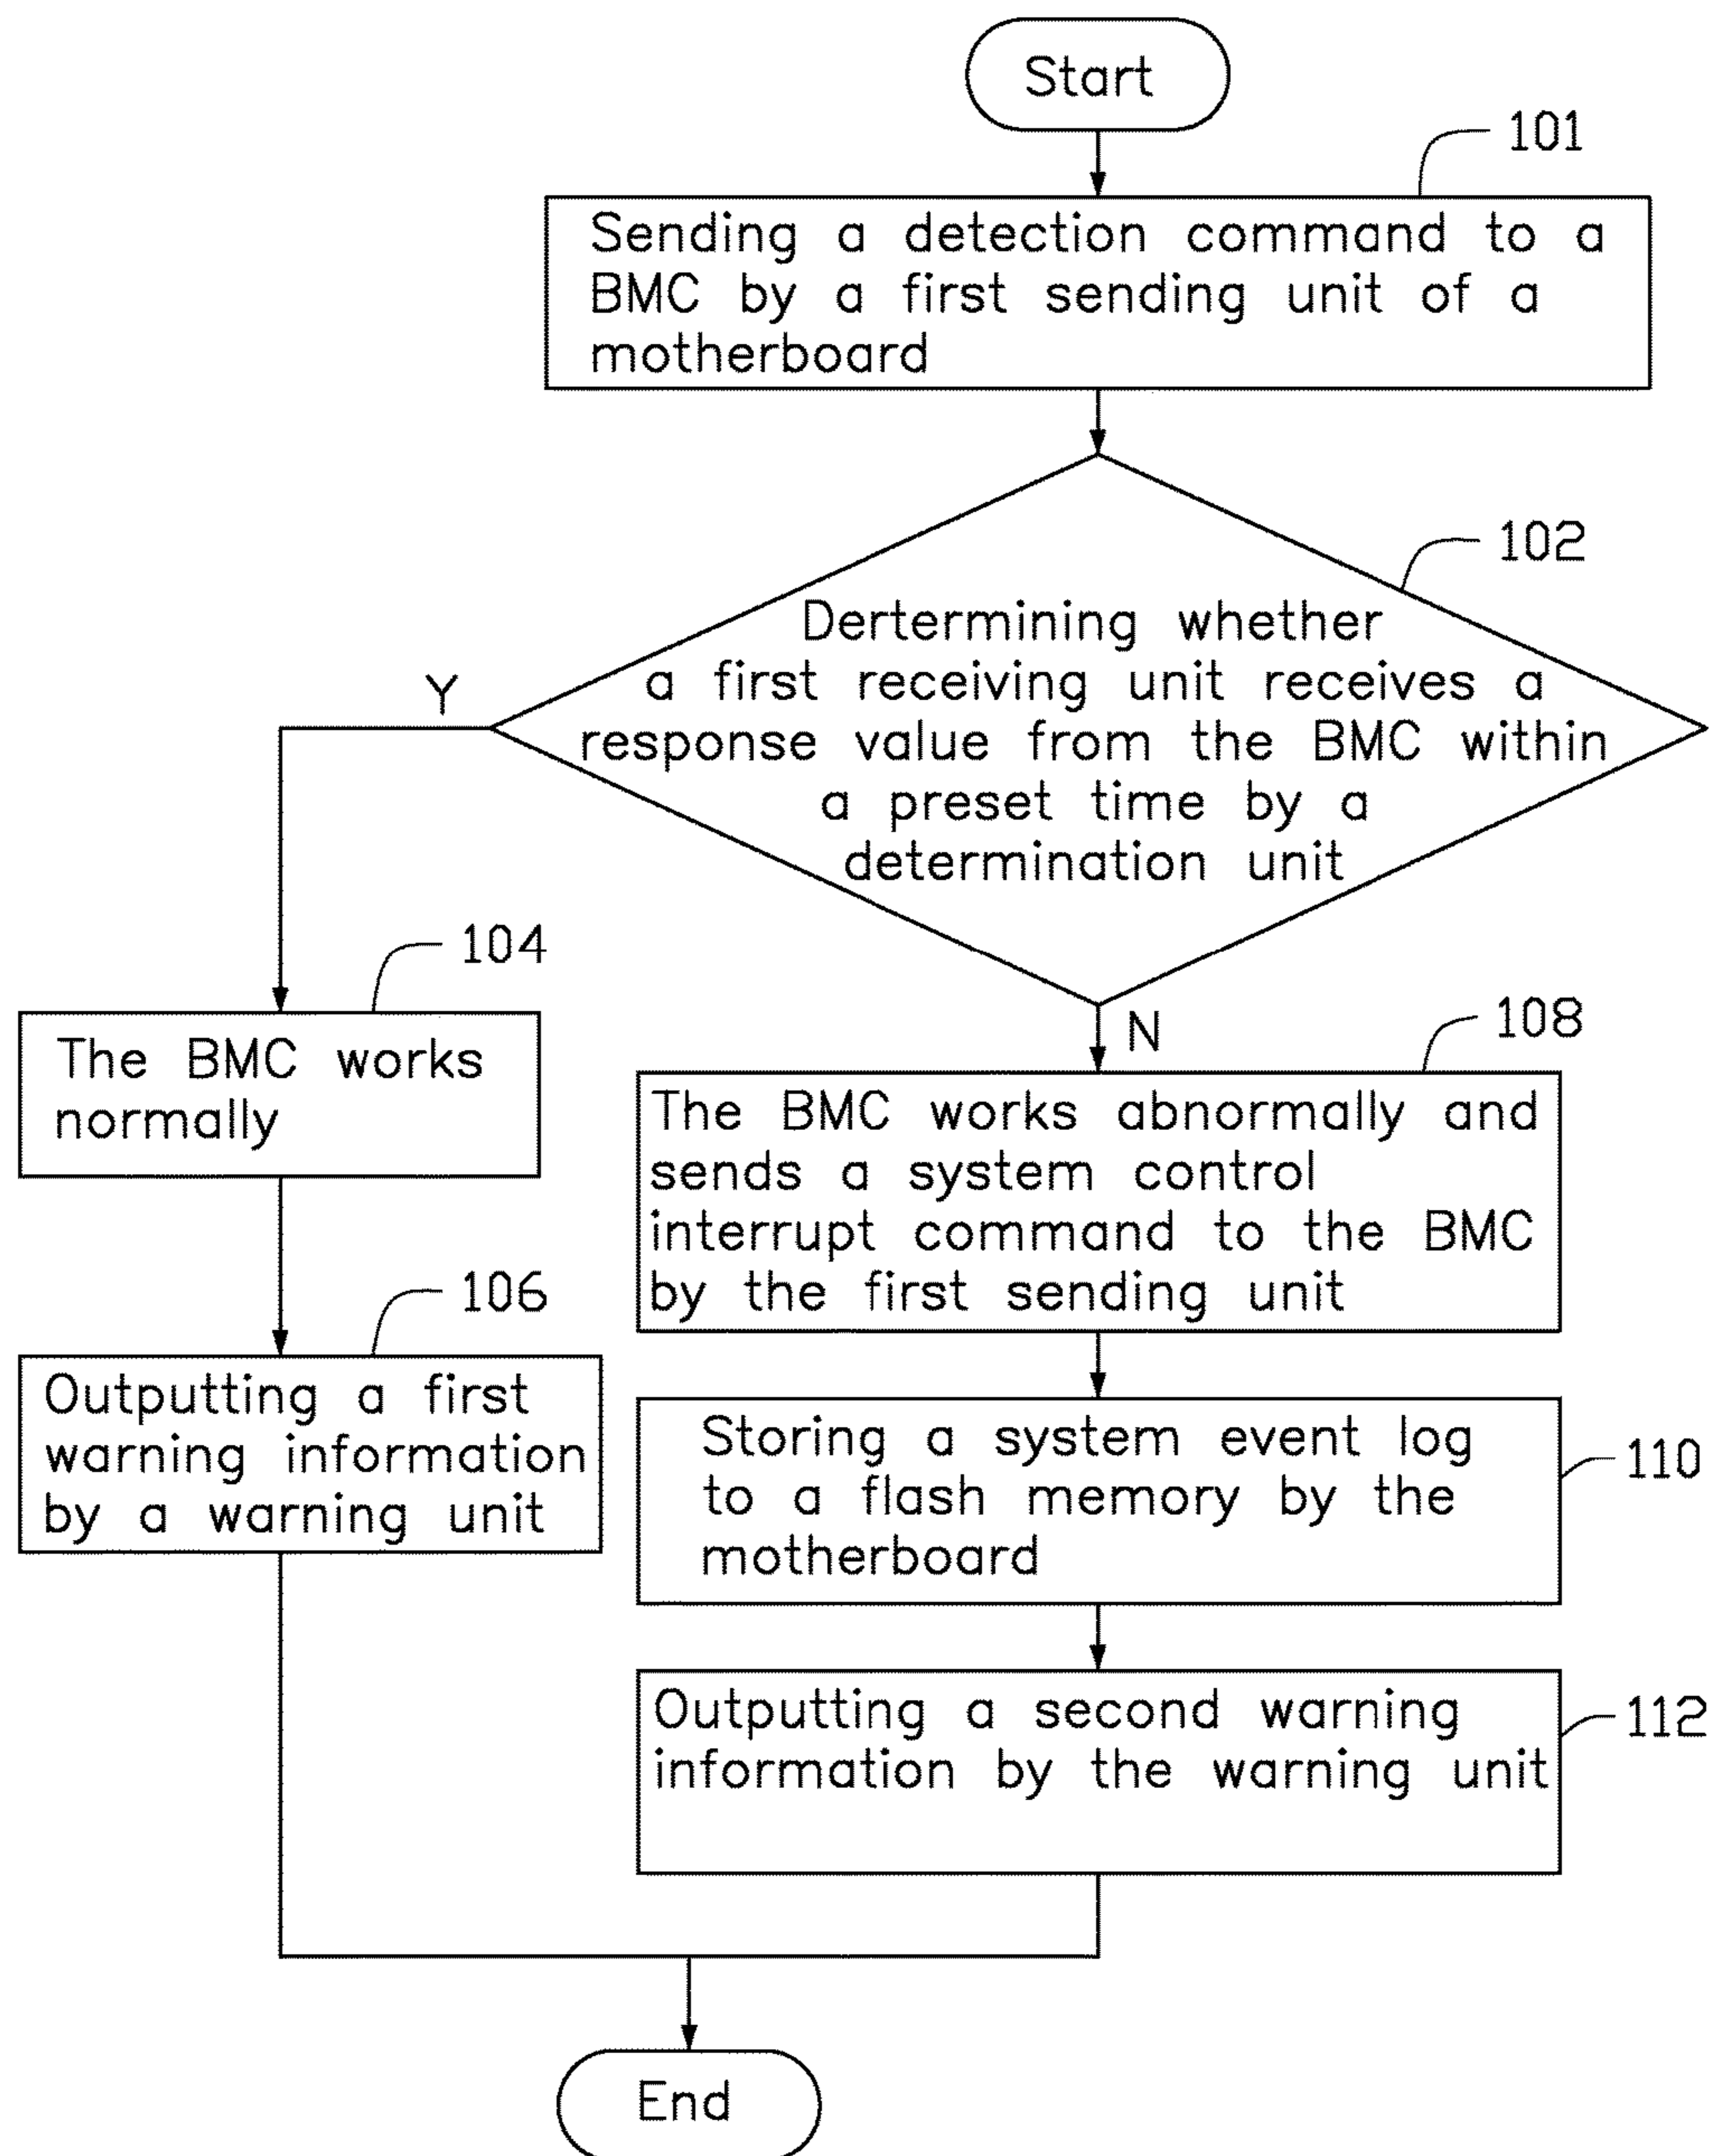 Start
101
Sending a detection command to a
BMC by a first sending unit of a
motherboard
102
Dertermining whether
a first receiving unit receives a
response value from the BMC within
a preset time by a
determination unit
Y
N
104
The BMC works
normally
108
The BMC works abnormally and
sends a system control
interrupt command to the BMC
by the first sending unit
106
Outputting a first
warning information
by a warning unit
110
Storing a system event log
to a flash memory by the
motherboard
112
Outputting a second warning
information by the warning unit
End